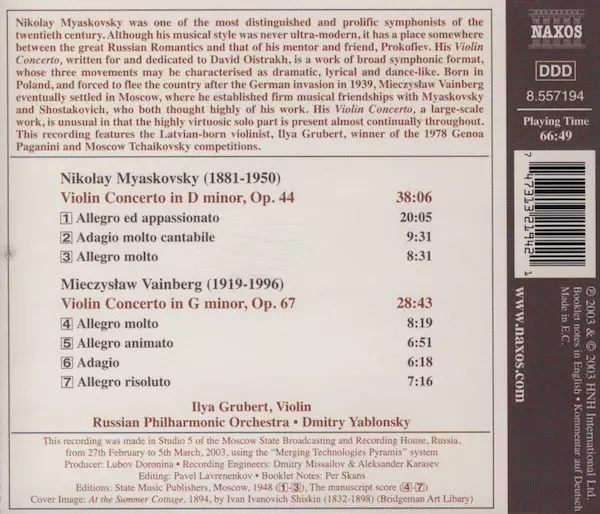 Nikolay Myaskovsky was one of the most distinguished and prolific symphonists of the
twentieth century. Although his musical style was never ultra-modern, it has a place somewhere
between the great Russian Romantics and that of his mentor and friend, Prokofiev. His Violin
Concerto, written for and dedicated to David Oistrakh, is a work of broad symphonic format,
whose three movements may be characterised as dramatic, lyrical and dance-like. Born in
Poland, and forced to flee the country after the German invasion in 1939, Mieczysław Vainberg
eventually settled in Moscow, where he established firm musical friendships with Myaskovsky
and Shostakovich, who both thought highly of his work. His Violin Concerto, a large-scale
work, is unusual in that the highly virtuosic solo part is present almost continually throughout.
This recording features the Latvian-born violinist, Ilya Grubert, winner of the 1978 Genoa
Paganini and Moscow Tchaikovsky competitions.
Nikolay Myaskovsky (1881-1950)
Violin Concerto in D minor, Op. 44 38:06
1 Allegro ed appassionato 20:05
2 Adagio molto cantabile 9:31
3 Allegro molto 8:31
Mieczysław Vainberg (1919-1996)
Violin Concerto in G minor, Op. 67 28:43
4 Allegro molto 8:19
5 Allegro animato 6:51
6 Adagio 6:18
7 Allegro risoluto 7:16
Ilya Grubert, Violin
Russian Philharmonic Orchestra • Dmitry Yablonsky
This recording was made in Studio 5 of the Moscow State Broadcasting and Recording House, Russia,
from 27th February to 5th March, 2003, using the "Merging Technologies Pyramix" system
Producer: Lubov Doronina • Recording Engineers: Dmitry Missailov & Aleksander Karasev
Editing: Pavel Lavrenenkov • Booklet Notes: Per Skans
Editions: State Music Publishers, Moscow, 1948 (1-3), The manuscript score (4-7)
Cover Image: At the Summer Cottage, 1894, by Ivan Ivanovich Shiskin (1832-1898) (Bridgeman Art Libary)
NAXOS
DDD
8.557194
Playing Time
66:49
7 47313 21942 1
www.naxos.com
℗ 2003 & © 2003 HNH International Ltd.
Booklet notes in English • Kommentar auf Deutsch
Made in E.C.